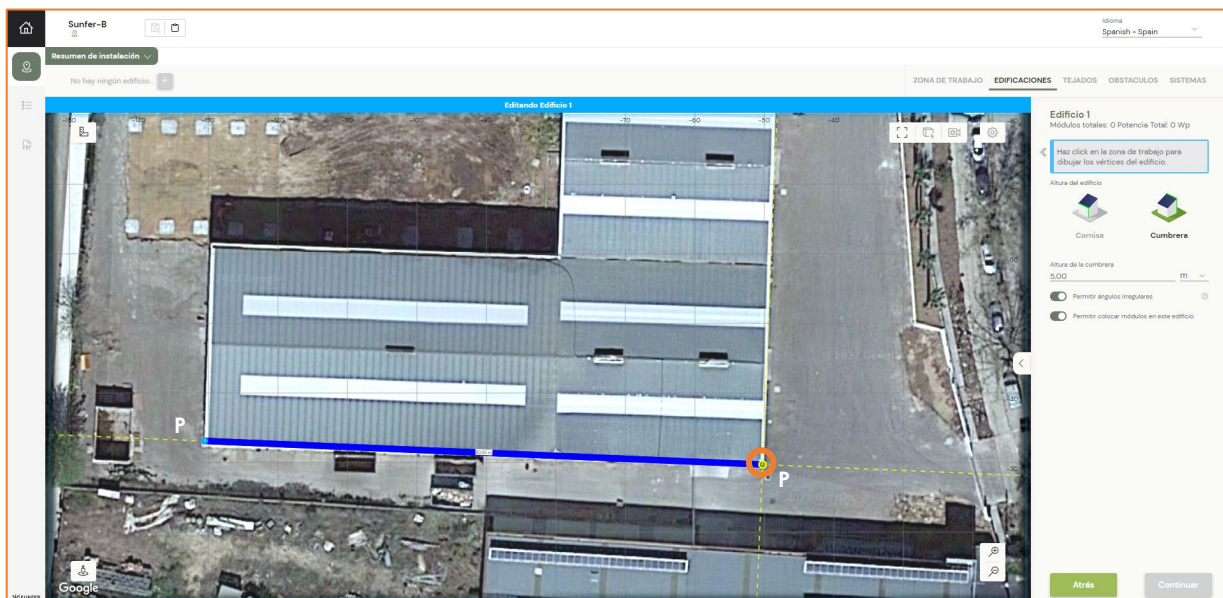 Sunfer-B
Idioma
Spanish - Spain
Resumen de instalación
No hay ningún edificio...
+
ZONA DE TRABAJO EDIFICACIONES TEJADOS OBSTACULOS SISTEMAS
Editando Edificio 1
Edificio 1
Módulos totales: 0 Potencia Total: 0 Wp
Haz click en la zona de trabajo para
dibujar los vértices del edificio.
Altura del edificio
Cornisa Cumbrera
Altura de la cumbrera
5,00 m
Permitir ángulos irregulares
Permitir colocar módulos en este edificio
-70 -50 -40
P
P
-30
Google
Atrás Continuar